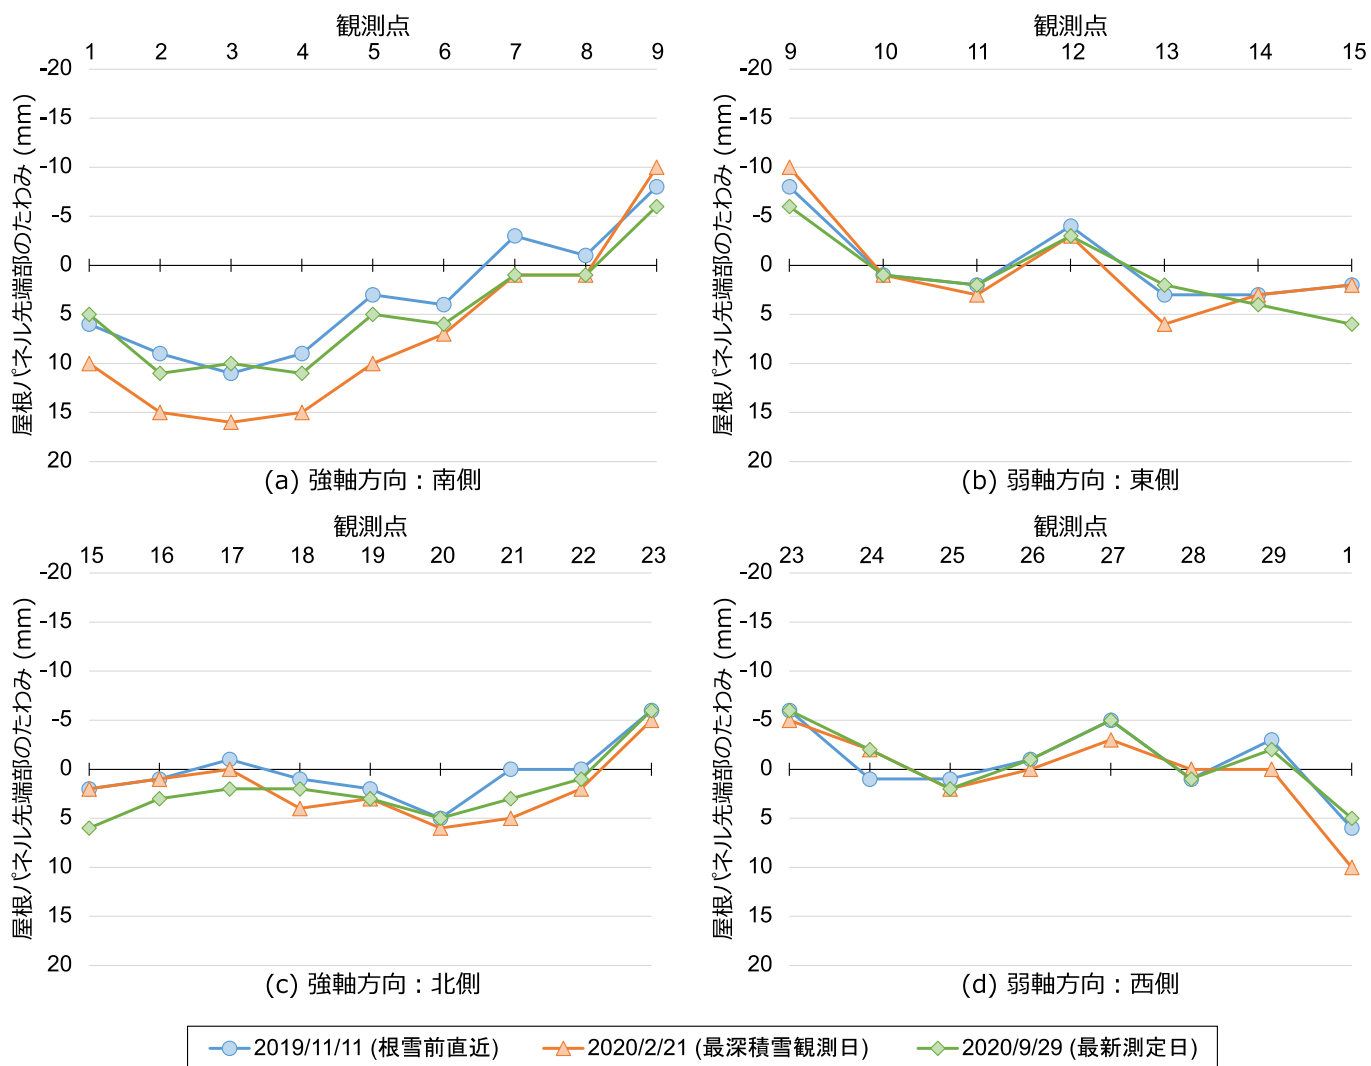 観測点
1 2 3 4 5 6 7 8 9
屋根パネル先端部のたわみ (mm)
-20
-15
-10
-5
0
5
10
15
20
(a) 強軸方向：南側
観測点
9 10 11 12 13 14 15
屋根パネル先端部のたわみ (mm)
-20
-15
-10
-5
0
5
10
15
20
(b) 弱軸方向：東側
観測点
15 16 17 18 19 20 21 22 23
屋根パネル先端部のたわみ (mm)
-20
-15
-10
-5
0
5
10
15
20
(c) 強軸方向：北側
観測点
23 24 25 26 27 28 29 1
屋根パネル先端部のたわみ (mm)
-20
-15
-10
-5
0
5
10
15
20
(d) 弱軸方向：西側
2019/11/11 (根雪前直近) 2020/2/21 (最深積雪観測日) 2020/9/29 (最新測定日)